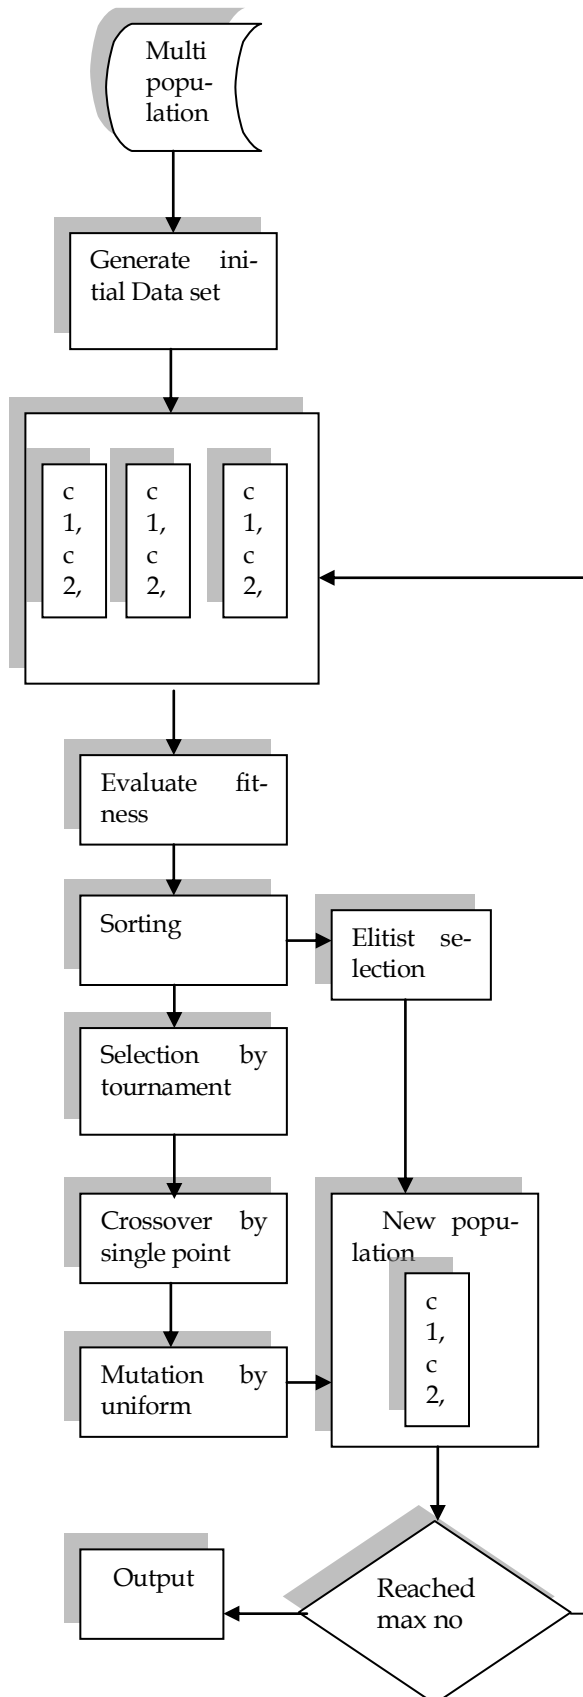 Multi
popu-
lation
Generate ini-
tial Data set
c
1,
c
2,
c
1,
c
2,
c
1,
c
2,
Evaluate fit-
ness
Sorting
Elitist se-
lection
Selection by
tournament
Crossover by
single point
New popu-
lation
c
1,
c
2,
Mutation by
uniform
Output
Reached
max no